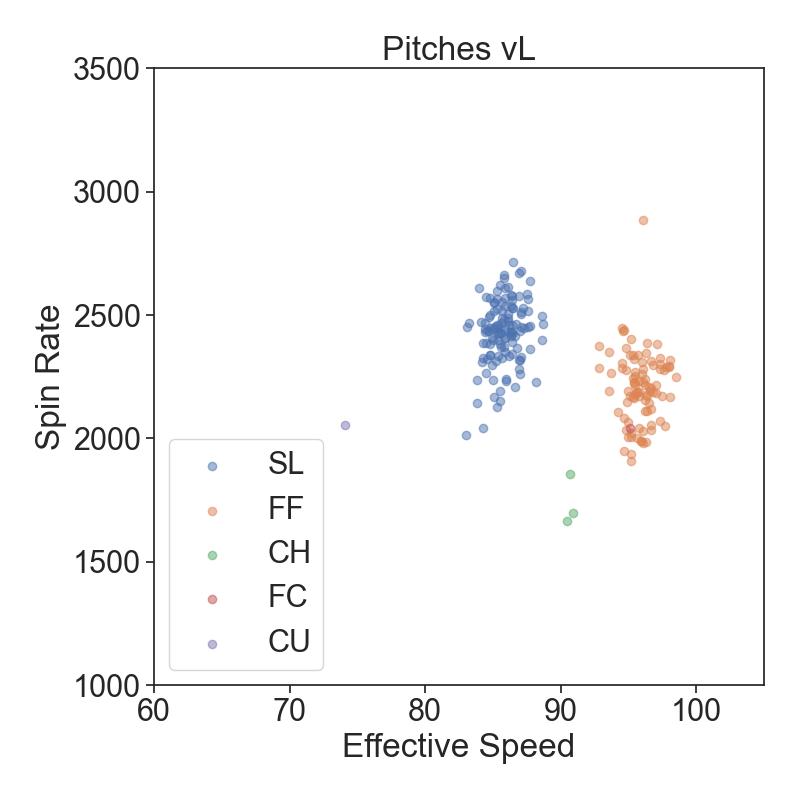 Pitches vL
3500
3000
2500
2000
1500
1000
Spin Rate
SL
FF
CH
FC
CU
60 70 80 90 100
Effective Speed